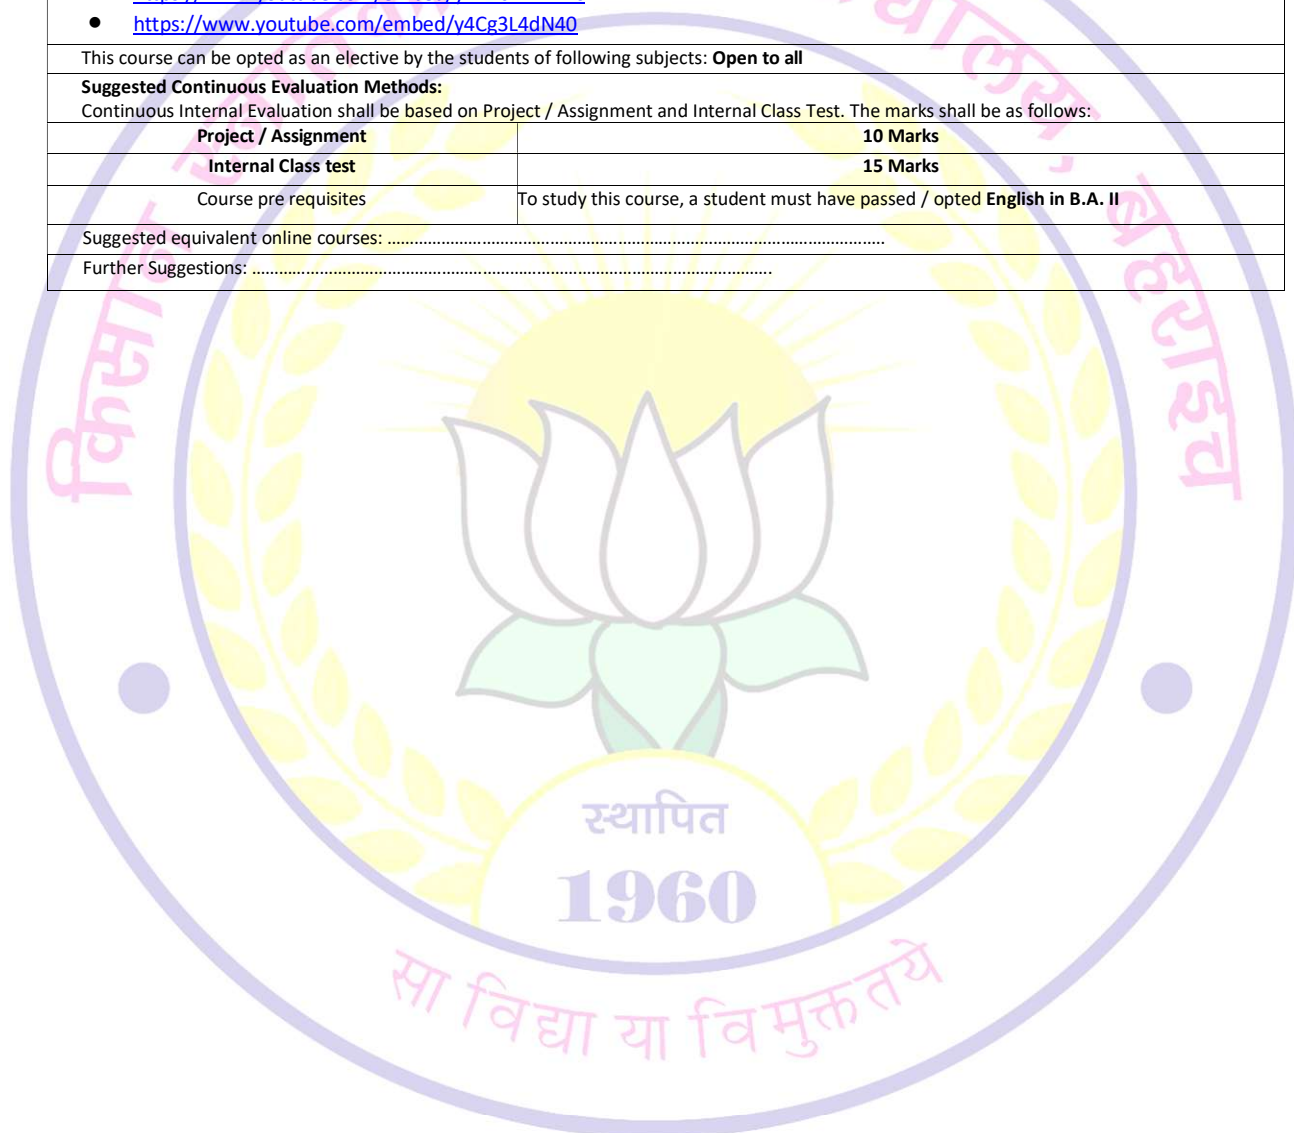 https://www.youtube.com/embed/y4Cg3L4dN40
This course can be opted as an elective by the students of following subjects: Open to all
Suggested Continuous Evaluation Methods:
Continuous Internal Evaluation shall be based on Project / Assignment and Internal Class Test. The marks shall be as follows:
Project / Assignment 10 Marks
Internal Class test 15 Marks
Course pre requisites To study this course, a student must have passed / opted English in B.A. II
Suggested equivalent online courses: ........................................................................................................
Further Suggestions: ........................................................................................................
किसान
बहराइच
स्थापित
1960
सा विद्या या विमुक्तये